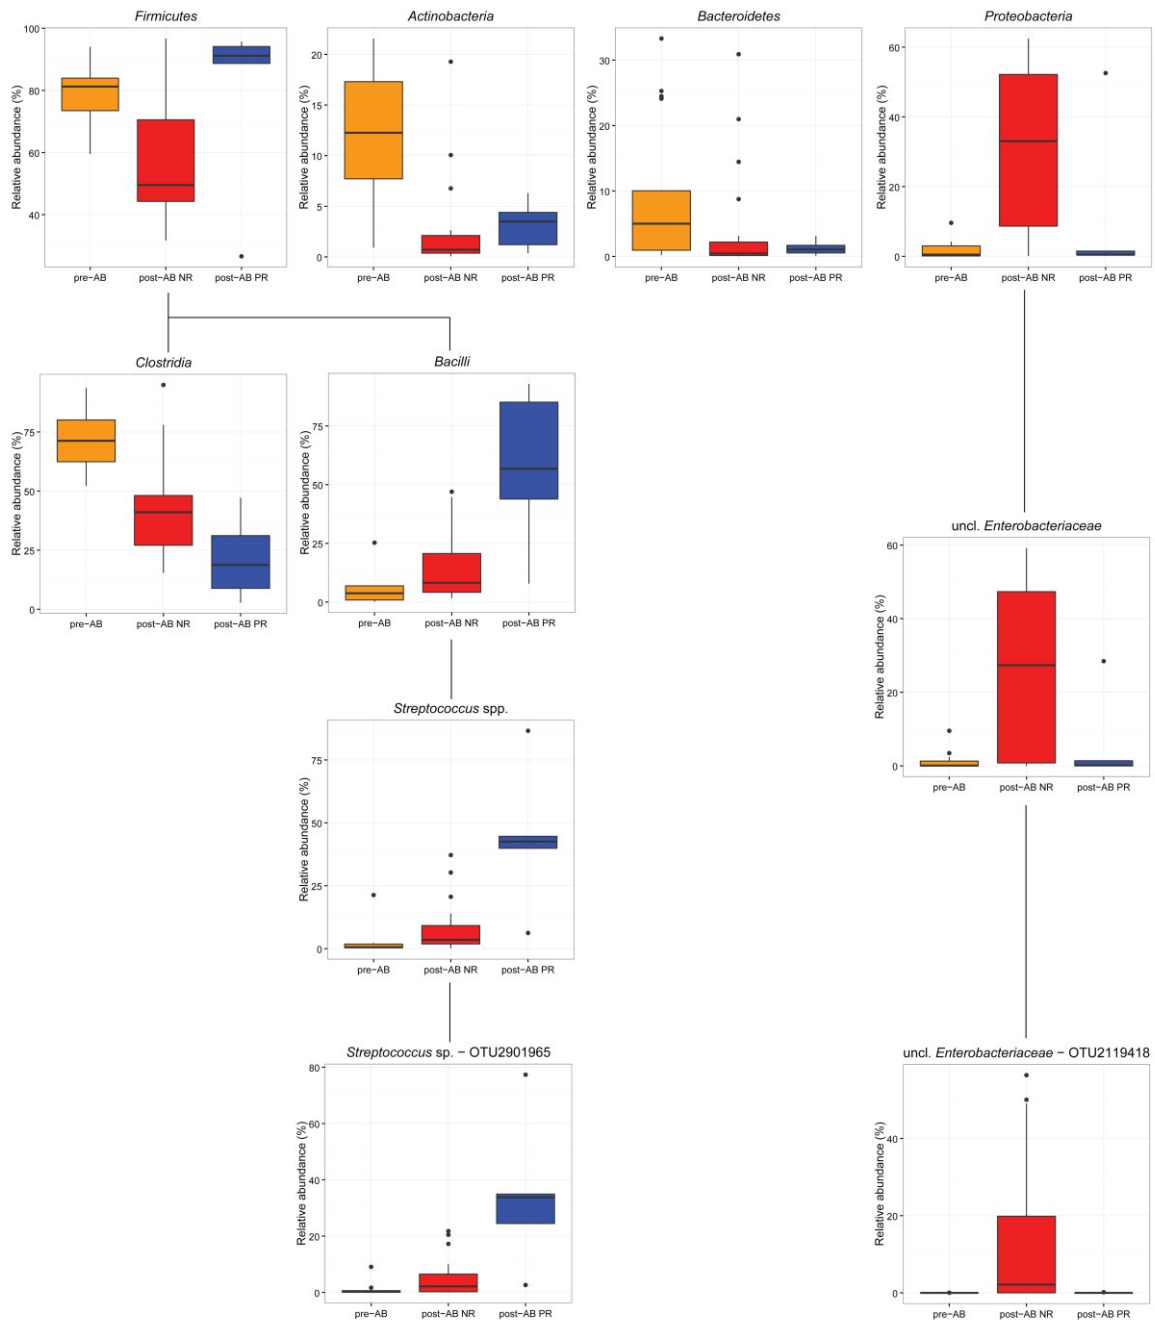 Firmicutes
Relative abundance (%)
100
80
60
40
pre−AB post−AB NR post−AB PR
Actinobacteria
Relative abundance (%)
20
15
10
5
0
pre−AB post−AB NR post−AB PR
Bacteroidetes
Relative abundance (%)
30
20
10
0
pre−AB post−AB NR post−AB PR
Proteobacteria
Relative abundance (%)
60
40
20
0
pre−AB post−AB NR post−AB PR
Clostridia
Relative abundance (%)
75
50
25
0
pre−AB post−AB NR post−AB PR
Bacilli
Relative abundance (%)
75
50
25
0
pre−AB post−AB NR post−AB PR
uncl. Enterobacteriaceae
Relative abundance (%)
60
40
20
0
pre−AB post−AB NR post−AB PR
Streptococcus spp.
Relative abundance (%)
75
50
25
0
pre−AB post−AB NR post−AB PR
Streptococcus sp. − OTU2901965
Relative abundance (%)
80
60
40
20
0
pre−AB post−AB NR post−AB PR
uncl. Enterobacteriaceae − OTU2119418
Relative abundance (%)
40
20
0
pre−AB post−AB NR post−AB PR